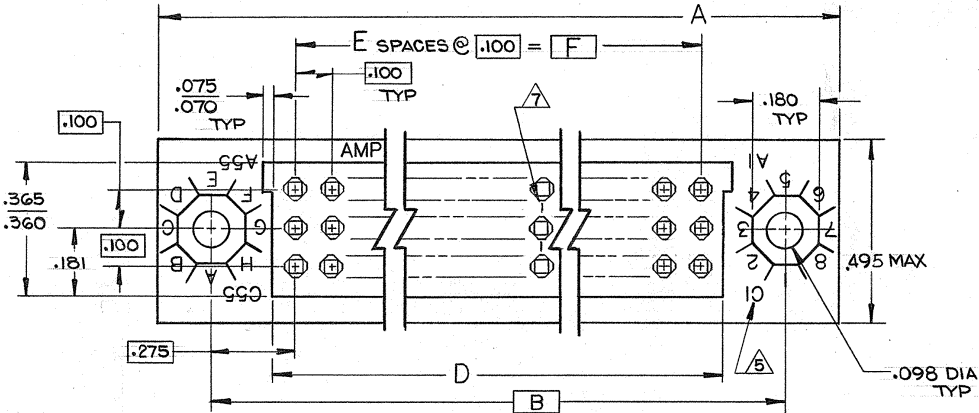 A
E SPACES @ .100 = F
.100
TYP
.075
.070
TYP
7
.180
TYP
.100
AMP
A55
A1
.365
.360
D
E
F
C
G
B
A
H
4
5
6
3
7
2
8
.100
.181
.495 MAX
C55
C1
.275
5
D
.098 DIA
TYP
B